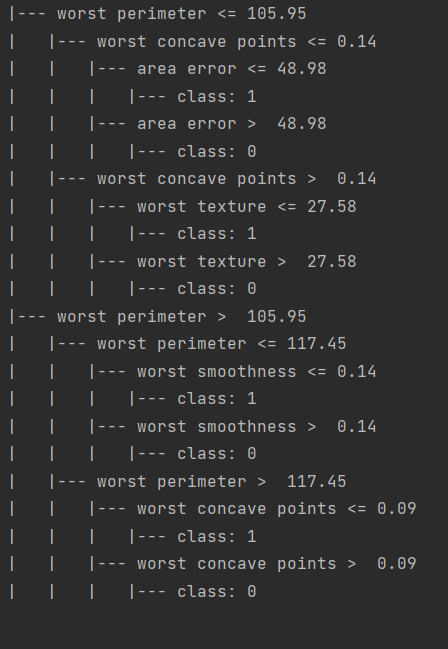 |--- worst perimeter <= 105.95
|   |--- worst concave points <= 0.14
|   |   |--- area error <= 48.98
|   |   |   |--- class: 1
|   |   |--- area error >  48.98
|   |   |   |--- class: 0
|   |--- worst concave points >  0.14
|   |   |--- worst texture <= 27.58
|   |   |   |--- class: 1
|   |   |--- worst texture >  27.58
|   |   |   |--- class: 0
|--- worst perimeter >  105.95
|   |--- worst perimeter <= 117.45
|   |   |--- worst smoothness <= 0.14
|   |   |   |--- class: 1
|   |   |--- worst smoothness >  0.14
|   |   |   |--- class: 0
|   |--- worst perimeter >  117.45
|   |   |--- worst concave points <= 0.09
|   |   |   |--- class: 1
|   |   |--- worst concave points >  0.09
|   |   |   |--- class: 0